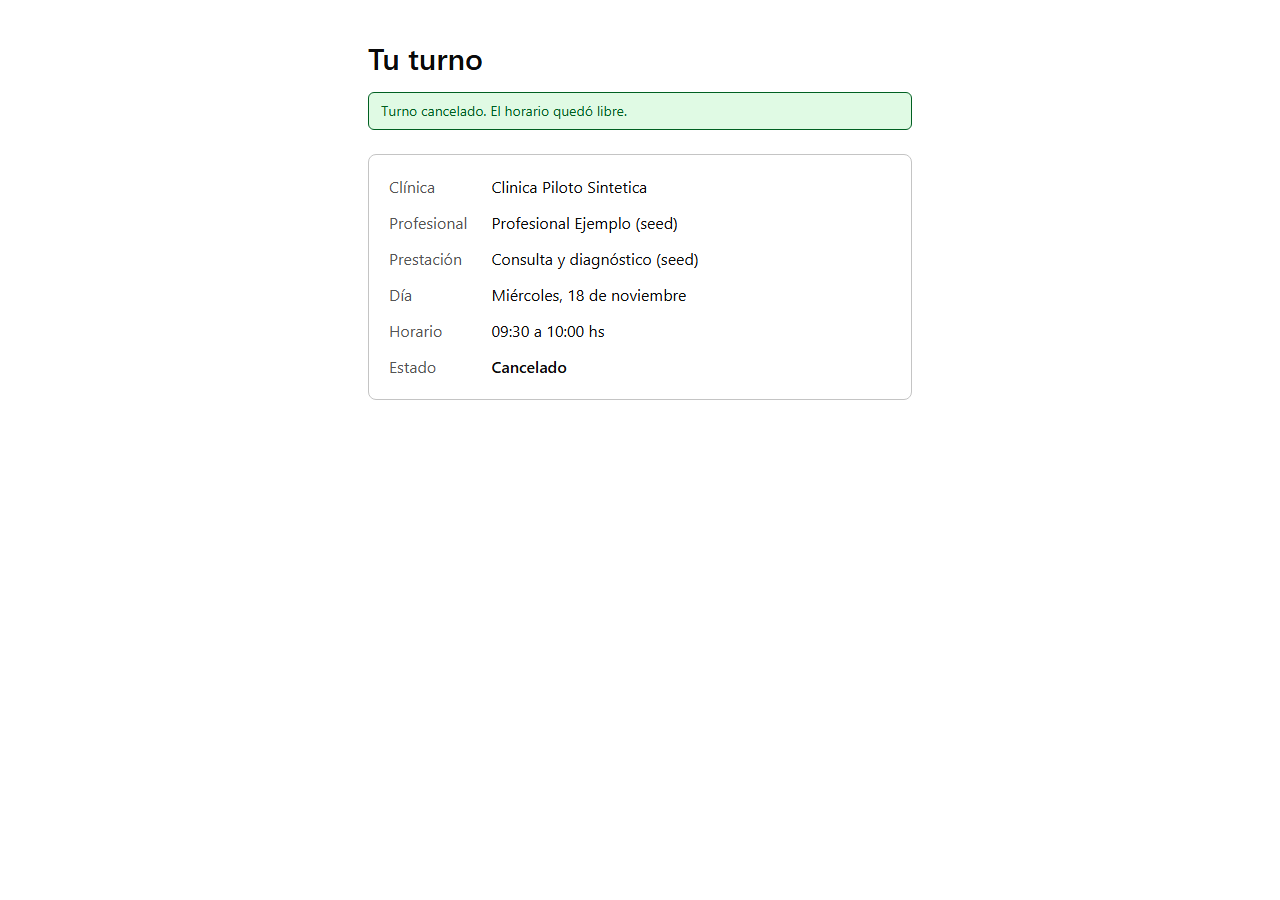 Tu turno
Turno cancelado. El horario quedó libre.
Clínica Clinica Piloto Sintetica
Profesional Profesional Ejemplo (seed)
Prestación Consulta y diagnóstico (seed)
Día Miércoles, 18 de noviembre
Horario 09:30 a 10:00 hs
Estado Cancelado